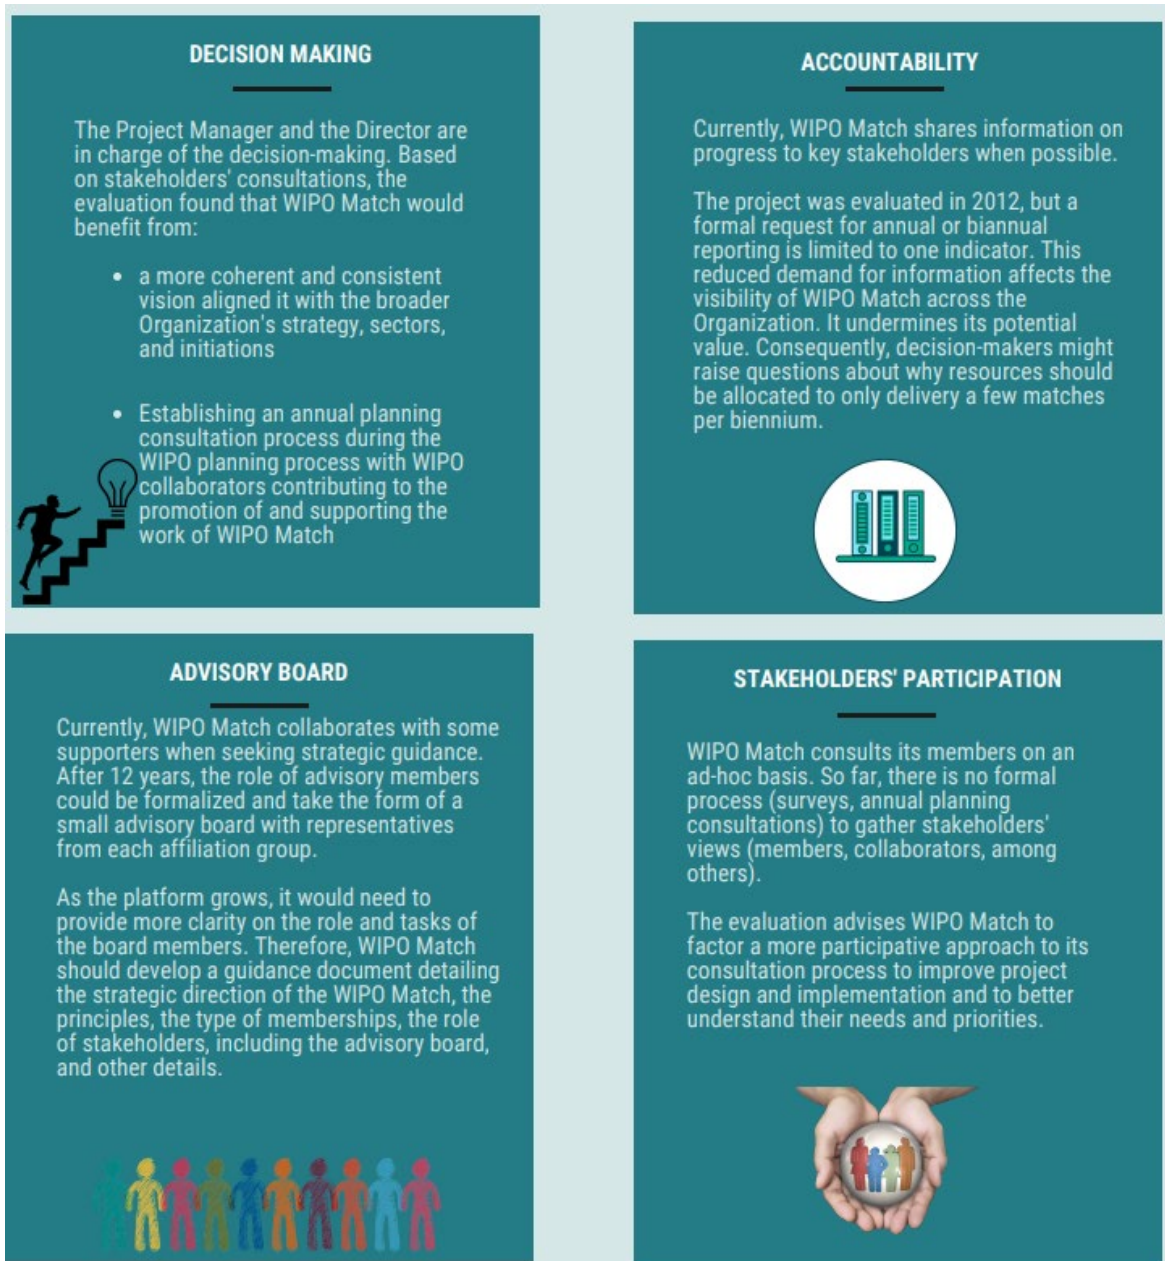 DECISION MAKING
The Project Manager and the Director are
in charge of the decision-making. Based
on stakeholders' consultations, the
evaluation found that WIPO Match would
benefit from:
• a more coherent and consistent
vision aligned it with the broader
Organization's strategy, sectors,
and initiations
• Establishing an annual planning
consultation process during the
WIPO planning process with WIPO
collaborators contributing to the
promotion of and supporting the
work of WIPO Match
ACCOUNTABILITY
Currently, WIPO Match shares information on
progress to key stakeholders when possible.
The project was evaluated in 2012, but a
formal request for annual or biannual
reporting is limited to one indicator. This
reduced demand for information affects the
visibility of WIPO Match across the
Organization. It undermines its potential
value. Consequently, decision-makers might
raise questions about why resources should
be allocated to only delivery a few matches
per biennium.
ADVISORY BOARD
Currently, WIPO Match collaborates with some
supporters when seeking strategic guidance.
After 12 years, the role of advisory members
could be formalized and take the form of a
small advisory board with representatives
from each affiliation group.
As the platform grows, it would need to
provide more clarity on the role and tasks of
the board members. Therefore, WIPO Match
should develop a guidance document detailing
the strategic direction of the WIPO Match, the
principles, the type of memberships, the role
of stakeholders, including the advisory board,
and other details.
STAKEHOLDERS' PARTICIPATION
WIPO Match consults its members on an
ad-hoc basis. So far, there is no formal
process (surveys, annual planning
consultations) to gather stakeholders'
views (members, collaborators, among
others).
The evaluation advises WIPO Match to
factor a more participative approach to its
consultation process to improve project
design and implementation and to better
understand their needs and priorities.